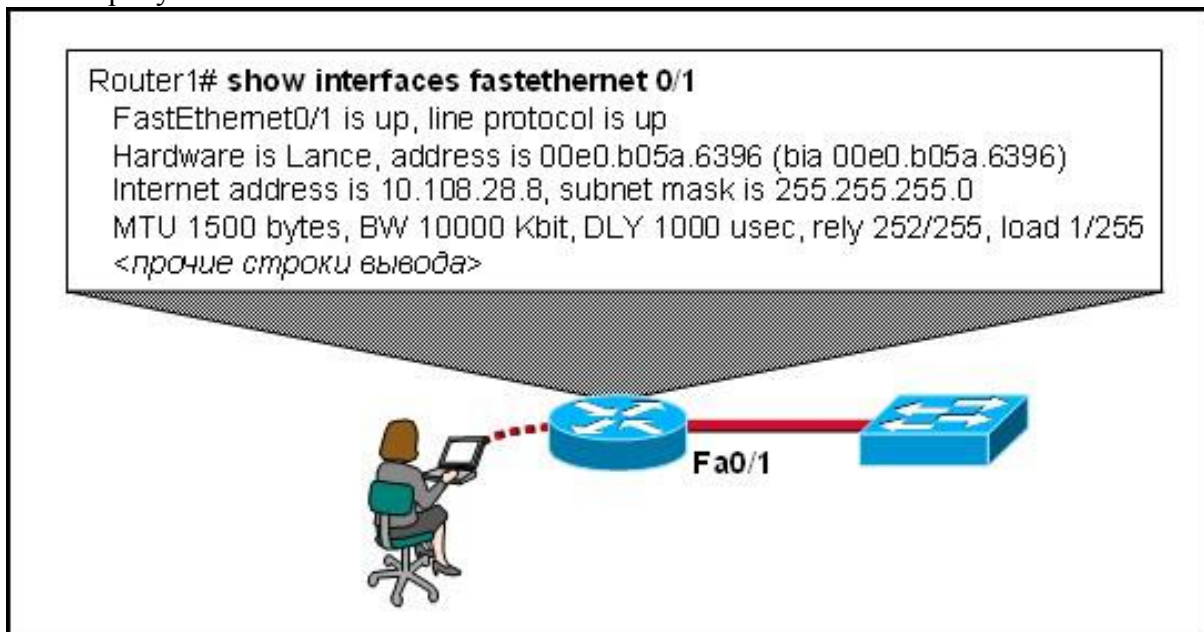 Router1# show interfaces fastethernet 0/1
FastEthernet0/1 is up, line protocol is up
Hardware is Lance, address is 00e0.b05a.6396 (bia 00e0.b05a.6396)
Internet address is 10.108.28.8, subnet mask is 255.255.255.0
MTU 1500 bytes, BW 10000 Kbit, DLY 1000 usec, rely 252/255, load 1/255
<прочие строки вывода>
Fa0/1